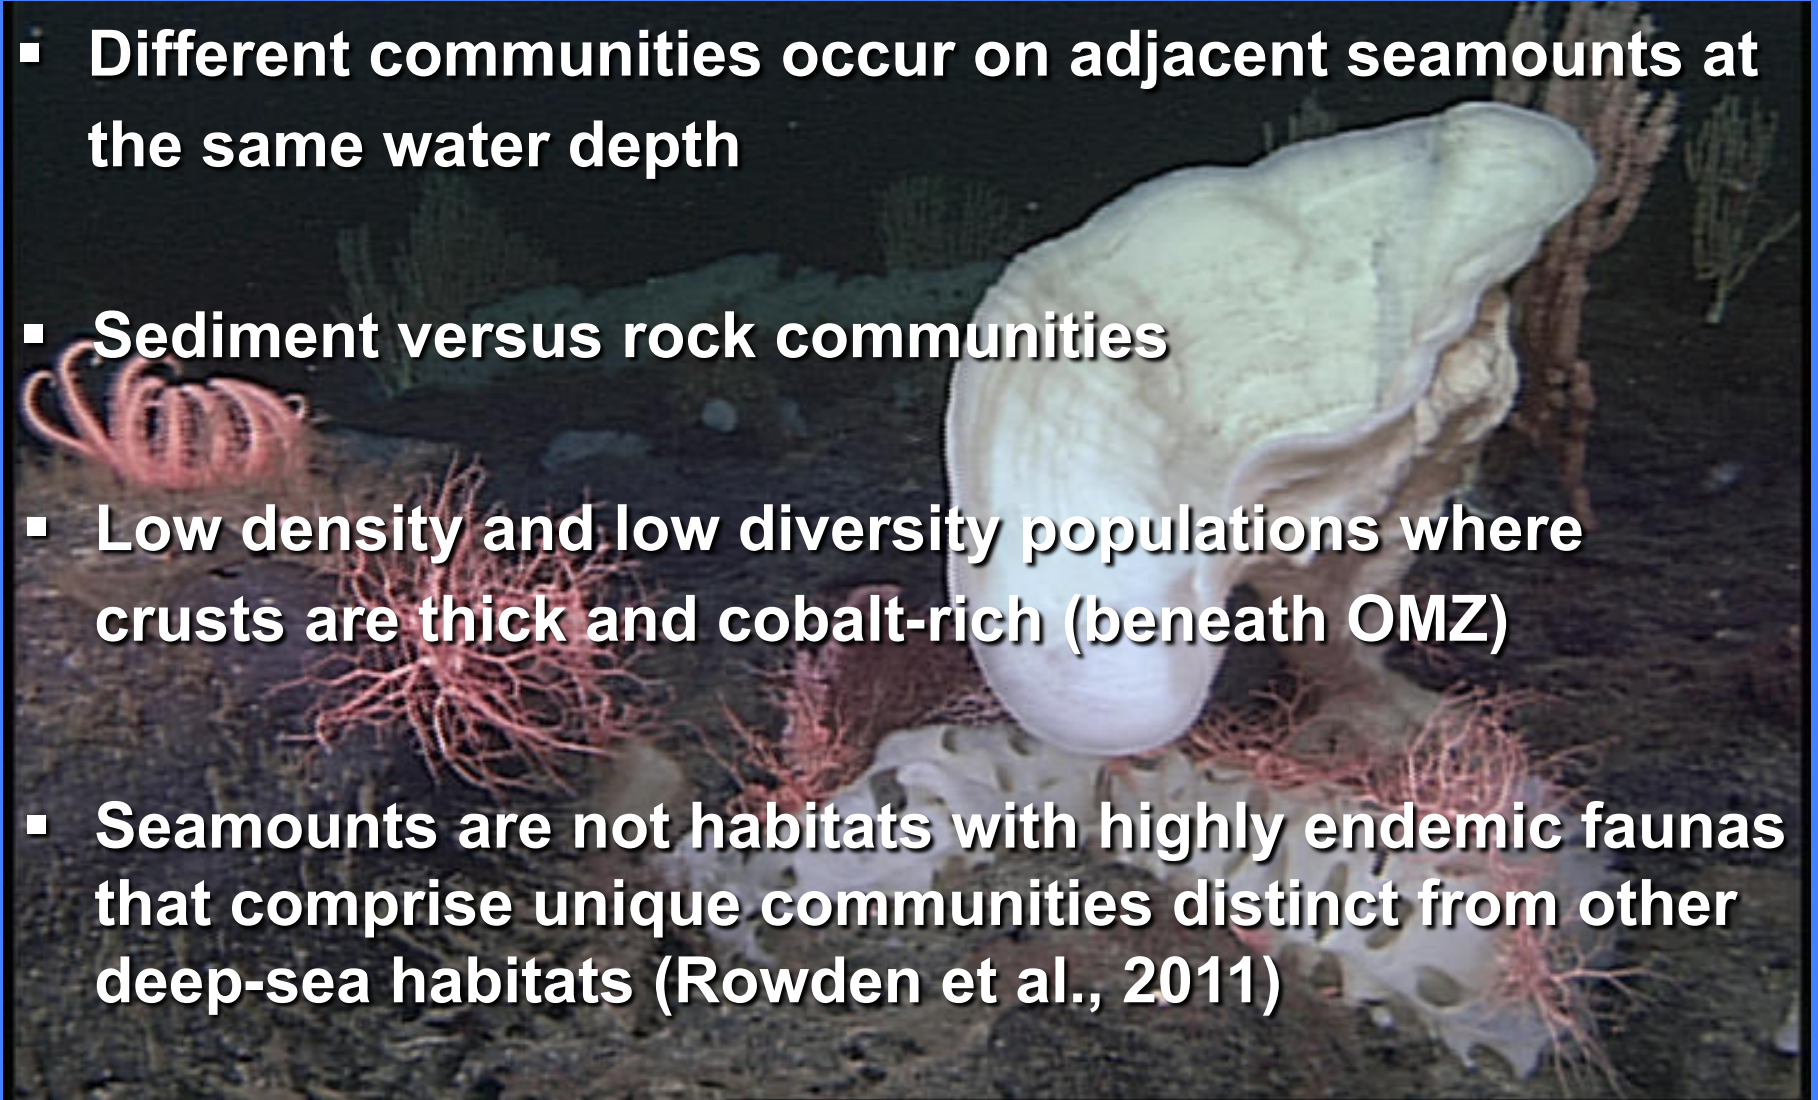 ▪ Different communities occur on adjacent seamounts at
the same water depth
▪ Sediment versus rock communities
▪ Low density and low diversity populations where
crusts are thick and cobalt-rich (beneath OMZ)
▪ Seamounts are not habitats with highly endemic faunas
that comprise unique communities distinct from other
deep-sea habitats (Rowden et al., 2011)